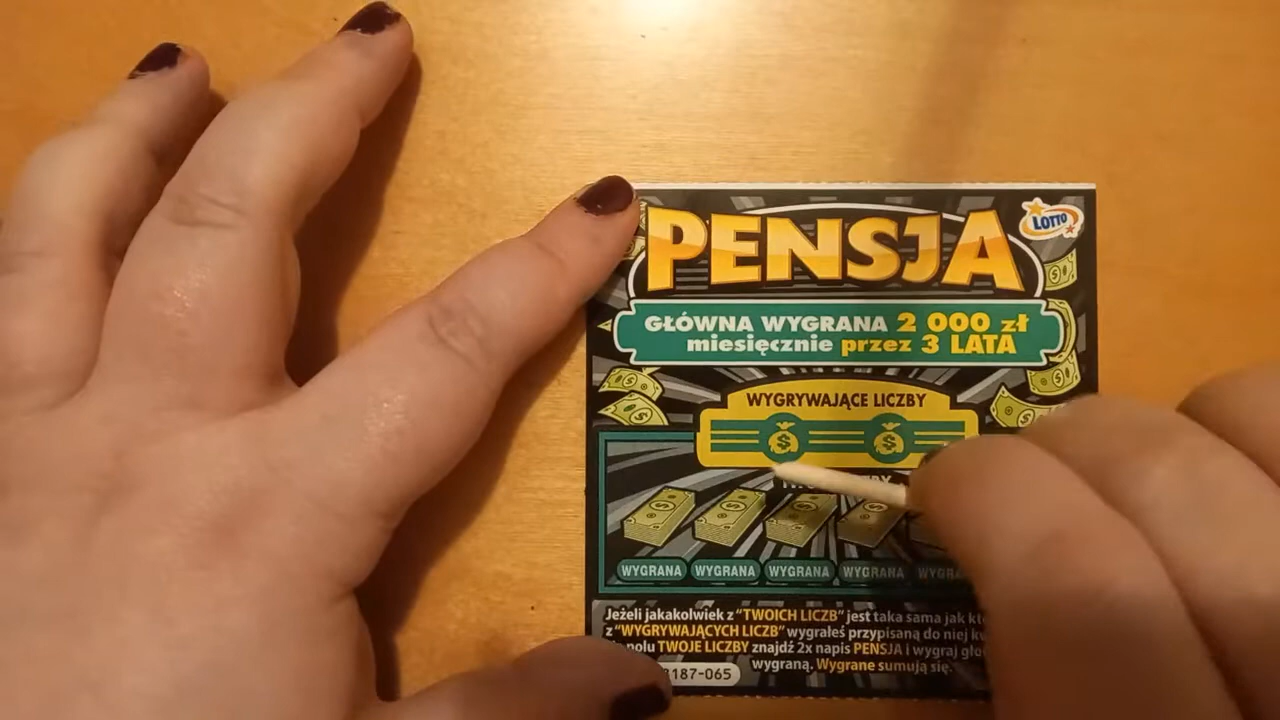 PENSJA
LOTTO
GŁÓWNA WYGRANA 2 000 zł
miesięcznie przez 3 LATA
WYGRYWAJĄCE LICZBY
WYGRANA WYGRANA WYGRANA WYGRANA
Jeżeli jakakolwiek z "TWOICH LICZB" jest taka sama jak
z "WYGRYWAJĄCYCH LICZB" wygrałeś przypisaną do niej
polu TWOJE LICZBY znajdź 2x napis PENSJA i wygraj
wygraną. Wygrane sumują się.
187-065